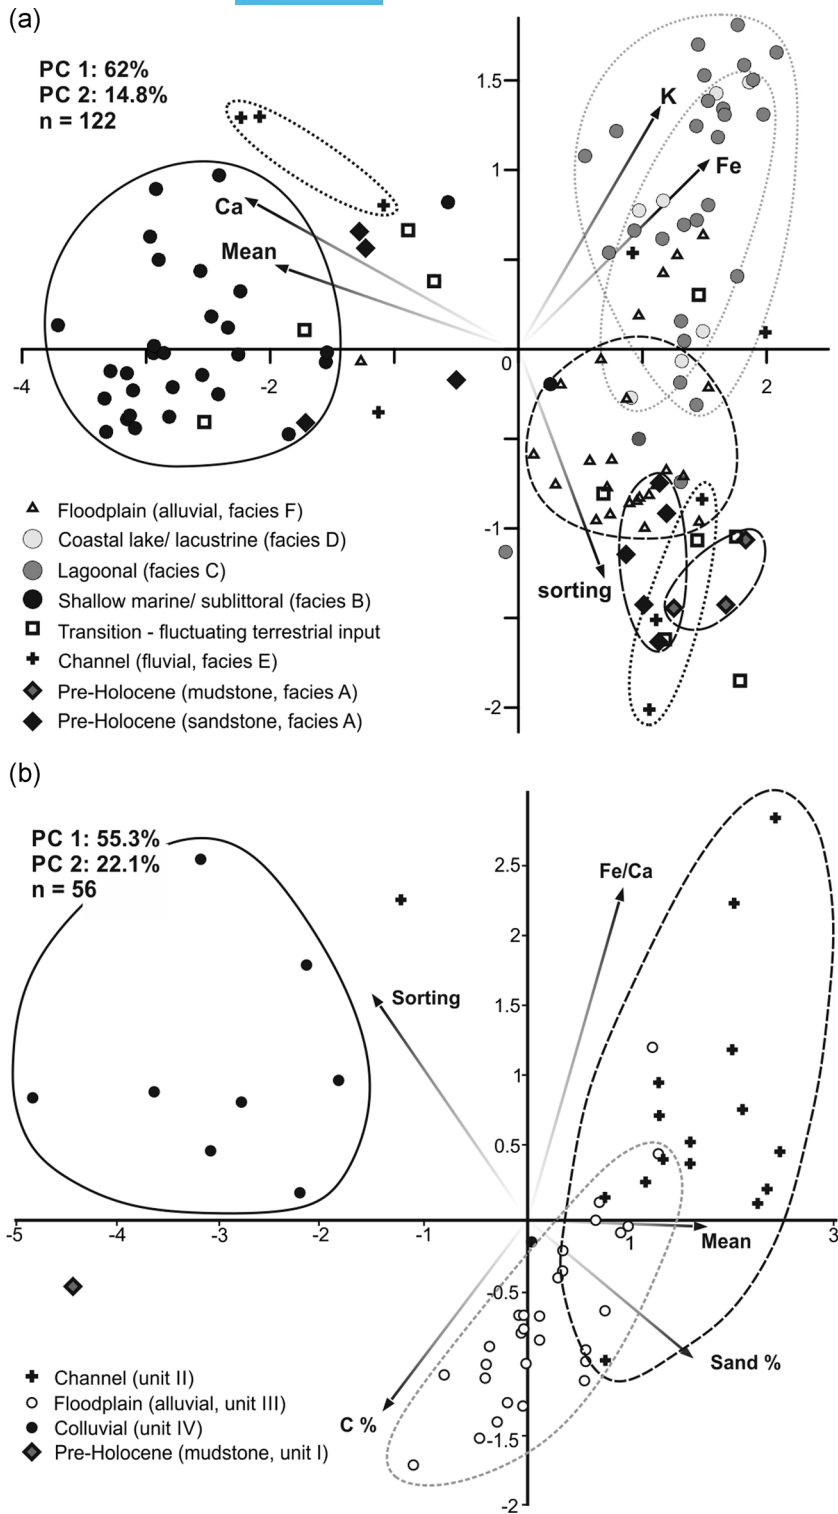 (a)
PC 1: 62%
PC 2: 14.8%
n = 122
1.5
K
1
Fe
Ca
Mean
-4
-2
0
2
-1
sorting
-2
Floodplain (alluvial, facies F)
Coastal lake/ lacustrine (facies D)
Lagoonal (facies C)
Shallow marine/ sublittoral (facies B)
Transition - fluctuating terrestrial input
Channel (fluvial, facies E)
Pre-Holocene (mudstone, facies A)
Pre-Holocene (sandstone, facies A)
(b)
PC 1: 55.3%
PC 2: 22.1%
n = 56
2.5
Fe/Ca
2
Sorting
1.5
1
0.5
-5
-4
-3
-2
-1
1
3
Mean
-0.5
Sand %
C %
-1.5
-2
Channel (unit II)
Floodplain (alluvial, unit III)
Colluvial (unit IV)
Pre-Holocene (mudstone, unit I)